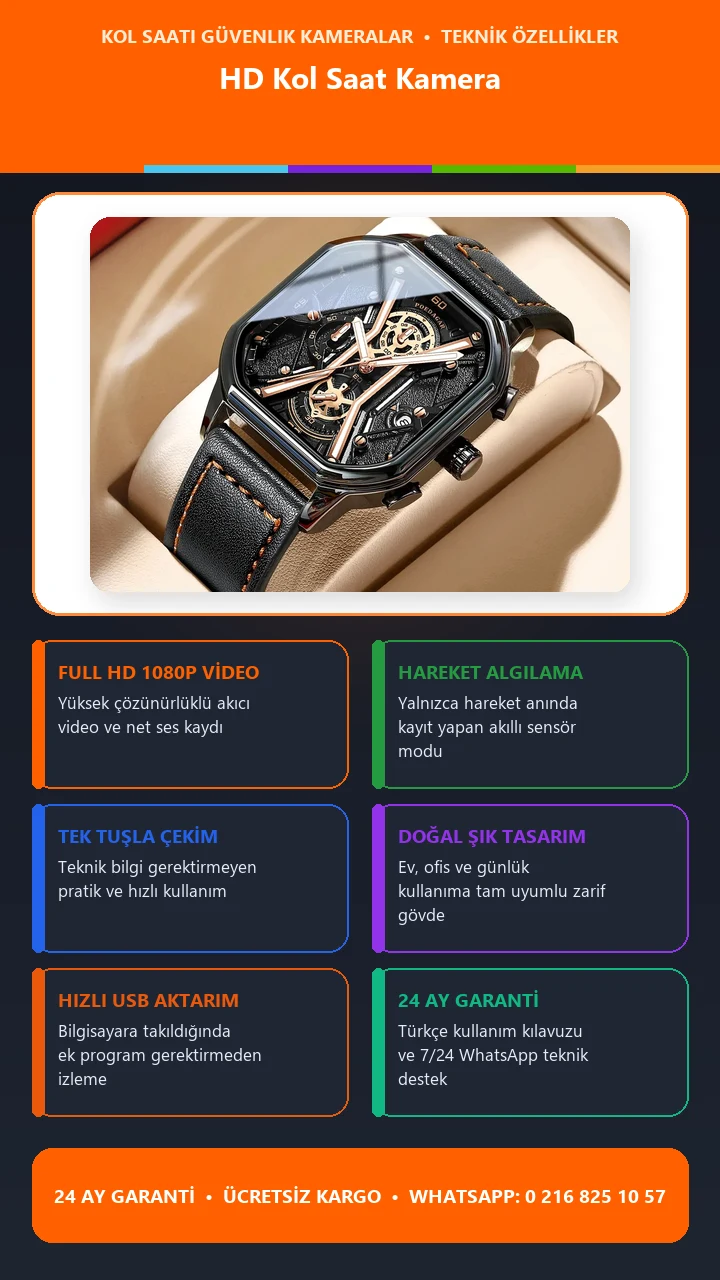 KOL SAATI GÜVENLIK KAMERALAR • TEKNİK ÖZELLİKLER
HD Kol Saat Kamera
60
POEDAGAR
FULL HD 1080P VİDEO
Yüksek çözünürlüklü akıcı
video ve net ses kaydı
HAREKET ALGILAMA
Yalnızca hareket anında
kayıt yapan akıllı sensör
modu
TEK TUŞLA ÇEKİM
Teknik bilgi gerektirmeyen
pratik ve hızlı kullanım
DOĞAL ŞIK TASARIM
Ev, ofis ve günlük
kullanıma tam uyumlu zarif
gövde
HIZLI USB AKTARIM
Bilgisayara takıldığında
ek program gerektirmeden
izleme
24 AY GARANTİ
Türkçe kullanım kılavuzu
ve 7/24 WhatsApp teknik
destek
24 AY GARANTİ • ÜCRETSİZ KARGO • WHATSAPP: 0 216 825 10 57